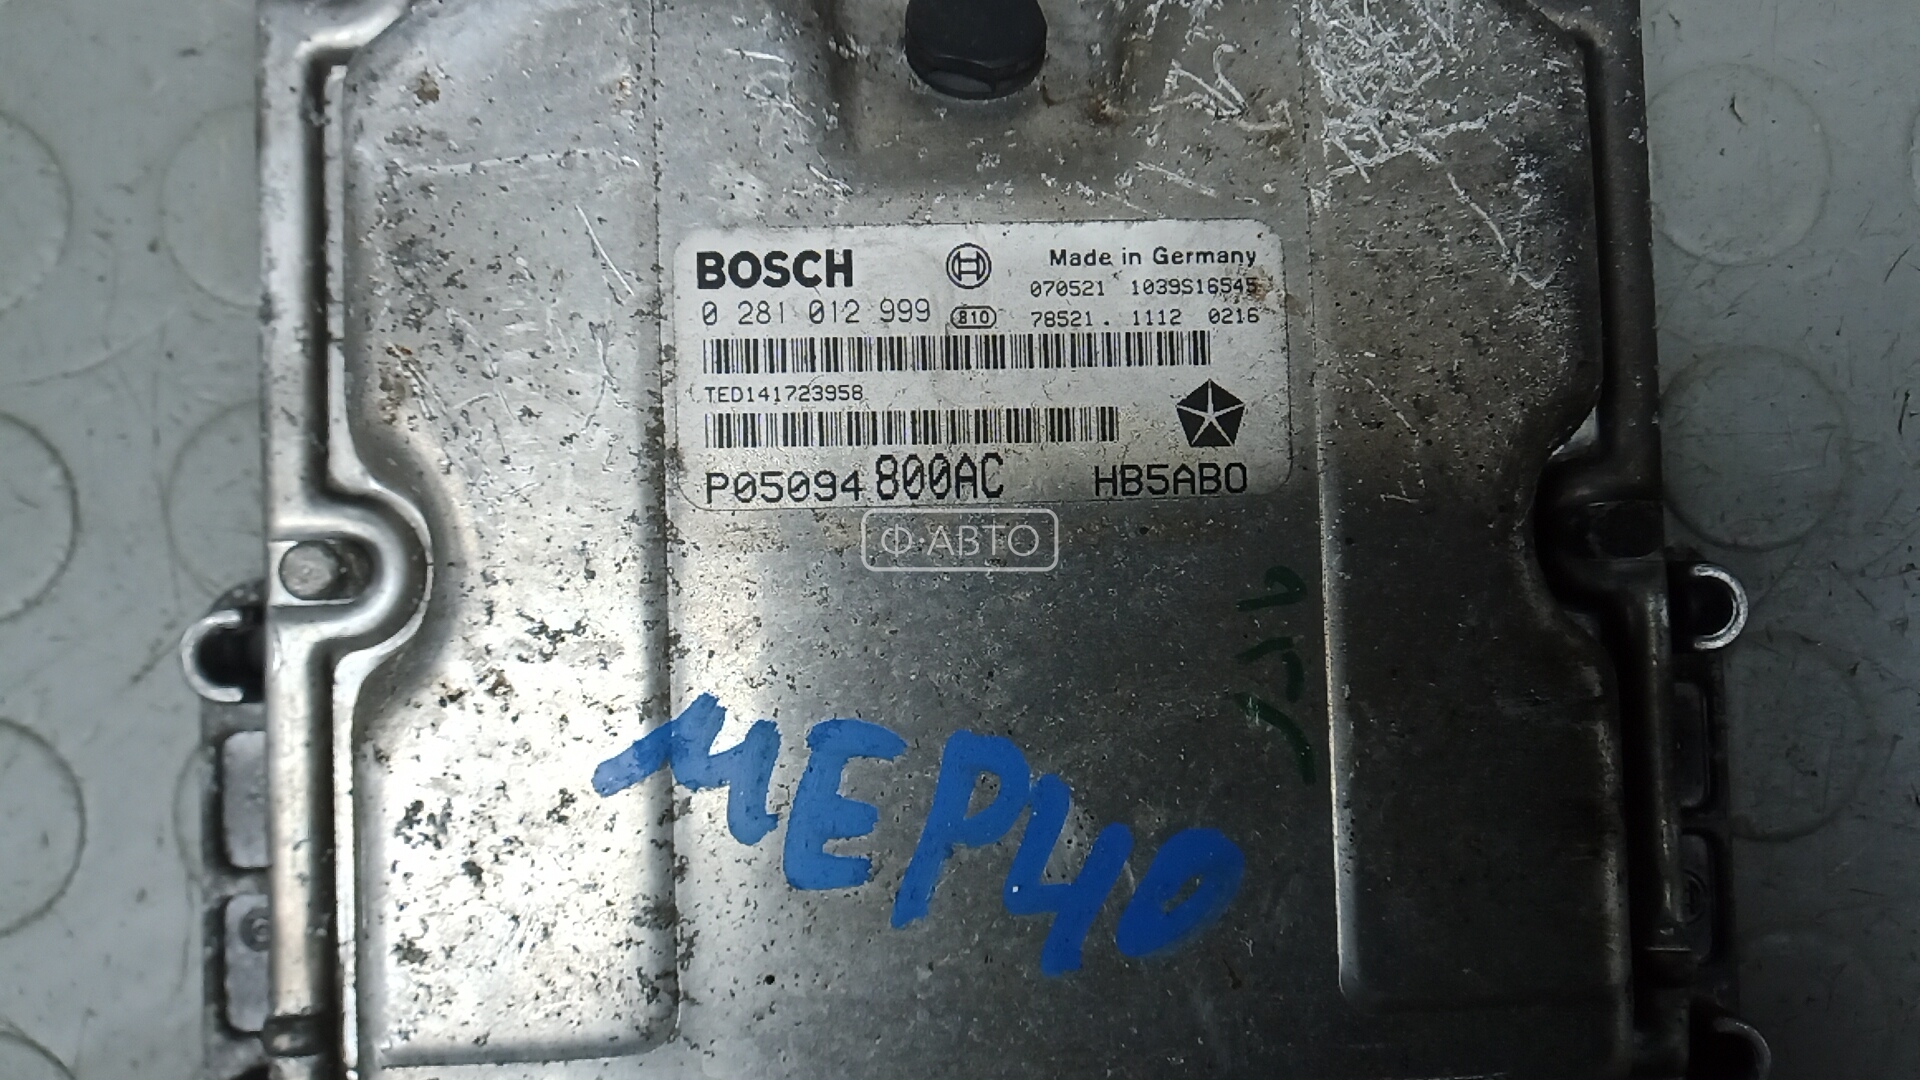 BOSCH
Made in Germany
070521 1039S16545
0 281 012 999 810 78521. 1112 0216
TED141723958
P05094 800AC HB5AB0
Ф·АВТО
МЕР40